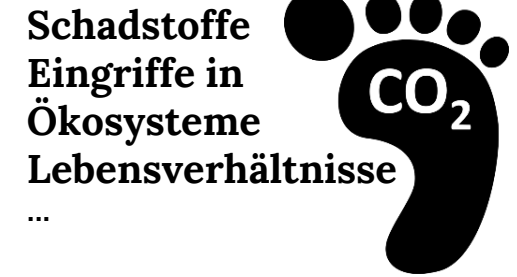 Schadstoffe
Eingriffe in
Ökosysteme
Lebensverhältnisse
...
CO₂